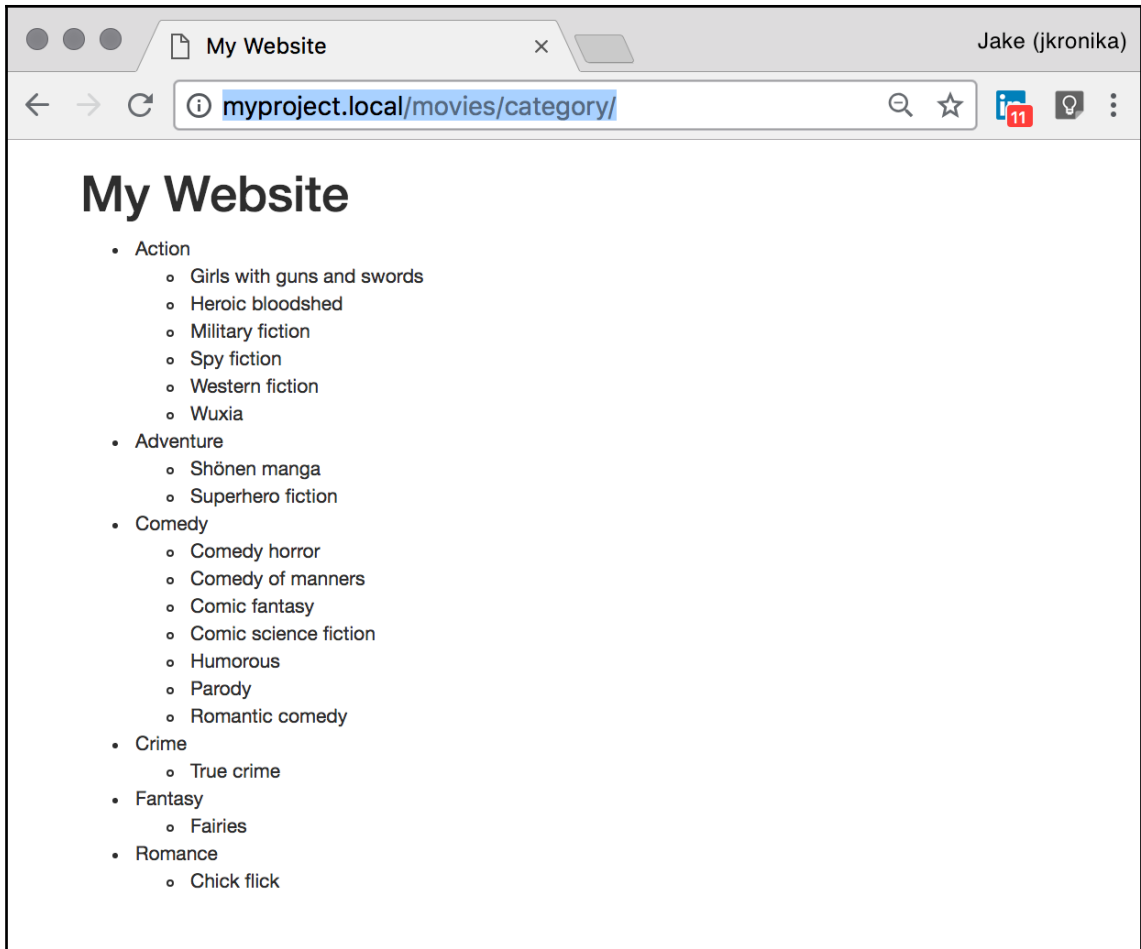 My Website
Jake (jkronika)
myproject.local/movies/category/
in
11
My Website
Action
Girls with guns and swords
Heroic bloodshed
Military fiction
Spy fiction
Western fiction
Wuxia
Adventure
Shönen manga
Superhero fiction
Comedy
Comedy horror
Comedy of manners
Comic fantasy
Comic science fiction
Humorous
Parody
Romantic comedy
Crime
True crime
Fantasy
Fairies
Romance
Chick flick